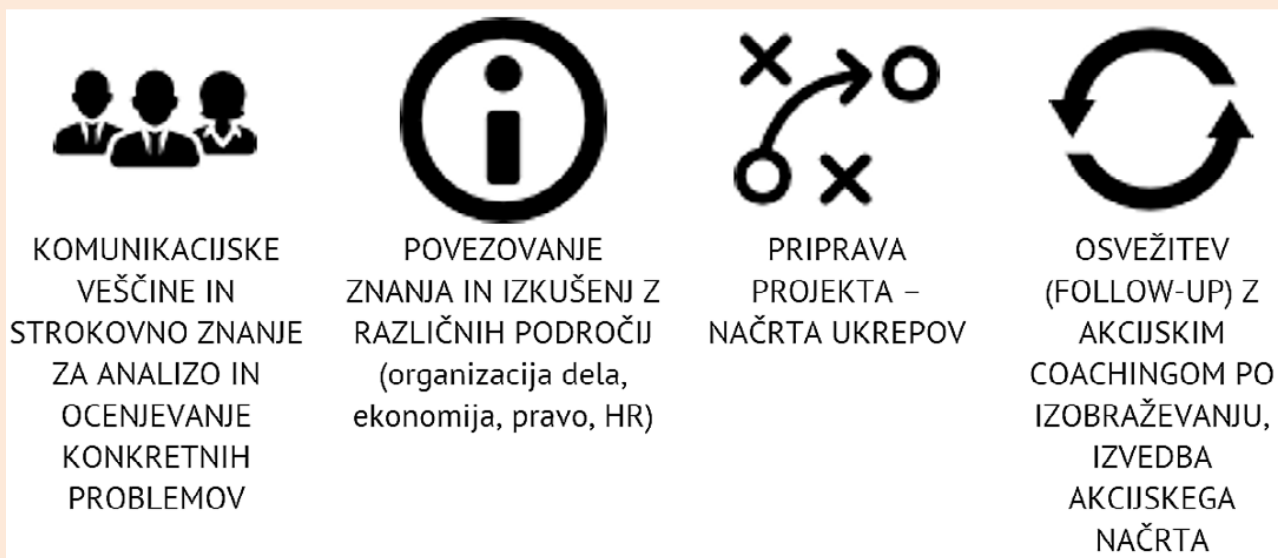 KOMUNIKACIJSKE
VEŠČINE IN
STROKOVNO ZNANJE
ZA ANALIZO IN
OCENJEVANJE
KONKRETNIH
PROBLEMOV
POVEZOVANJE
ZNANJA IN IZKUŠENJ Z
RAZLIČNIH PODROČIJ
(organizacija dela,
ekonomija, pravo, HR)
PRIPRAVA
PROJEKTA –
NAČRTA UKREPOV
OSVEŽITEV
(FOLLOW-UP) Z
AKCIJSKIM
COACHINGOM PO
IZOBRAŽEVANJU,
IZVEDBA
AKCIJSKEGA
NAČRTA